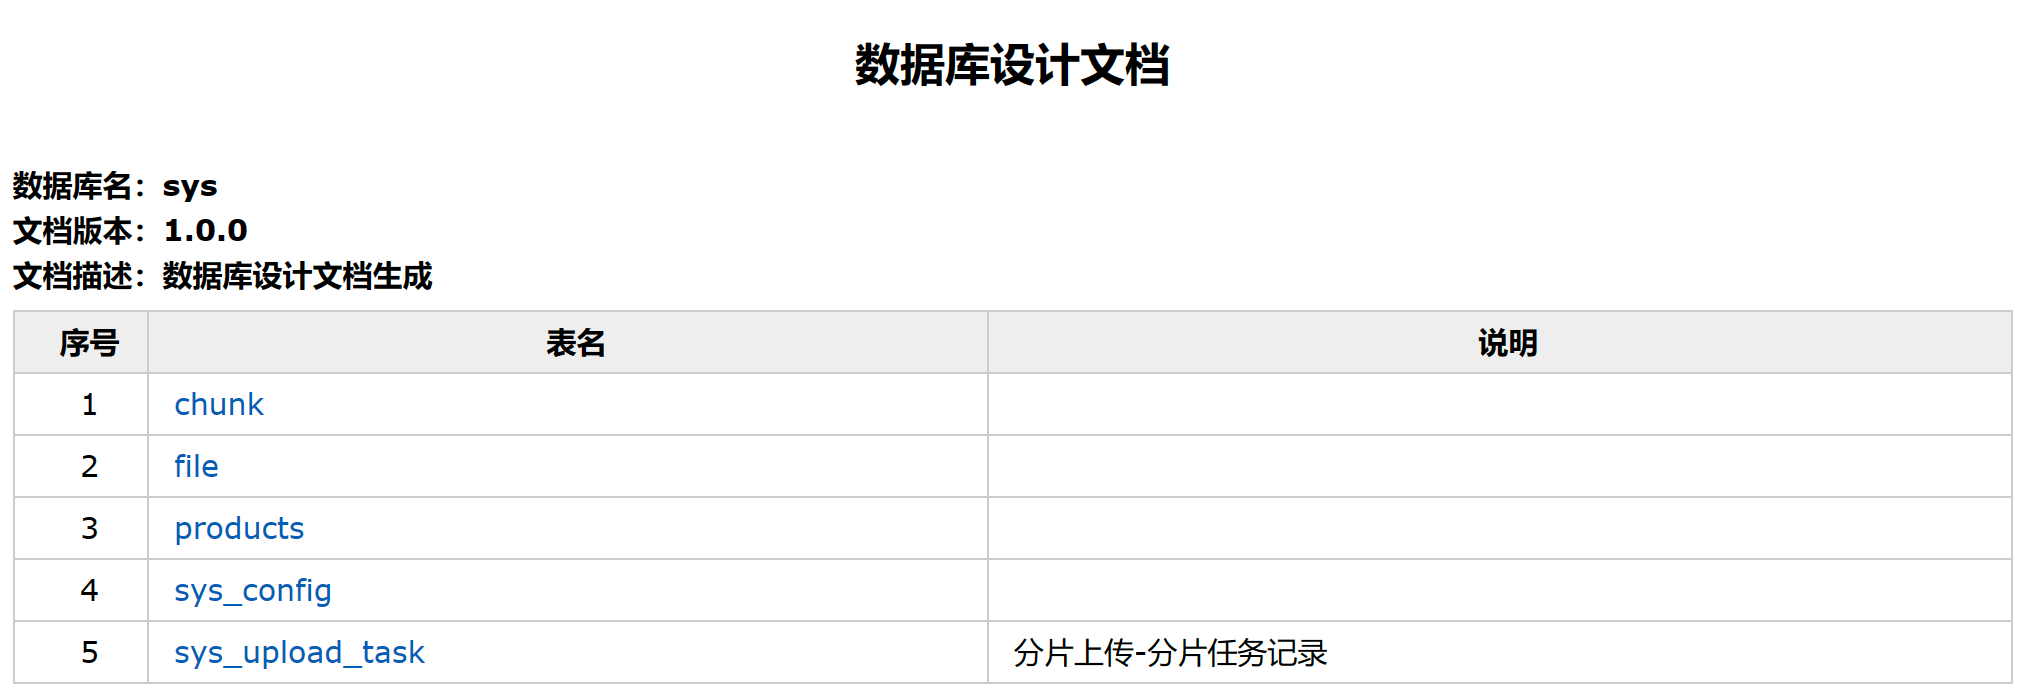 数据库设计文档
数据库名：sys
文档版本：1.0.0
文档描述：数据库设计文档生成
序号 表名 说明
1 chunk
2 file
3 products
4 sys_config
5 sys_upload_task 分片上传-分片任务记录